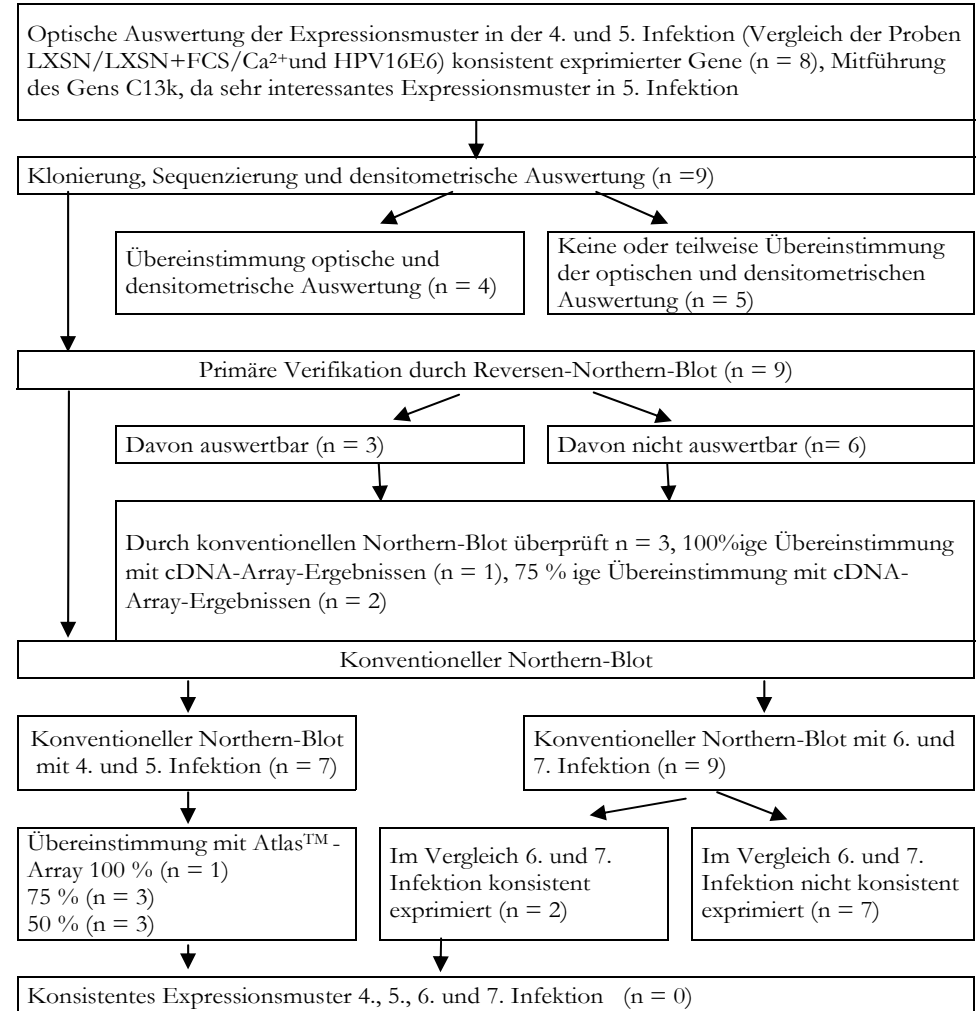 Optische Auswertung der Expressionsmuster in der 4. und 5. Infektion (Vergleich der Proben
LXSN/LXSN+FCS/Ca²⁺und HPV16E6) konsistent exprimierter Gene (n = 8), Mitführung
des Gens C13k, da sehr interessantes Expressionsmuster in 5. Infektion
Klonierung, Sequenzierung und densitometrische Auswertung (n =9)
Übereinstimmung optische und
densitometrische Auswertung (n = 4)
Keine oder teilweise Übereinstimmung
der optischen und densitometrischen
Auswertung (n = 5)
Primäre Verifikation durch Reversen-Northern-Blot (n = 9)
Davon auswertbar (n = 3)
Davon nicht auswertbar (n= 6)
Durch konventionellen Northern-Blot überprüft n = 3, 100%ige Übereinstimmung
mit cDNA-Array-Ergebnissen (n = 1), 75 % ige Übereinstimmung mit cDNA-
Array-Ergebnissen (n = 2)
Konventioneller Northern-Blot
Konventioneller Northern-Blot
mit 4. und 5. Infektion (n = 7)
Konventioneller Northern-Blot mit 6. und
7. Infektion (n = 9)
Übereinstimmung mit Atlas™ -
Array 100 % (n = 1)
75 % (n = 3)
50 % (n = 3)
Im Vergleich 6. und 7.
Infektion konsistent
exprimiert (n = 2)
Im Vergleich 6. und 7.
Infektion nicht konsistent
exprimiert (n = 7)
Konsistentes Expressionsmuster 4., 5., 6. und 7. Infektion (n = 0)